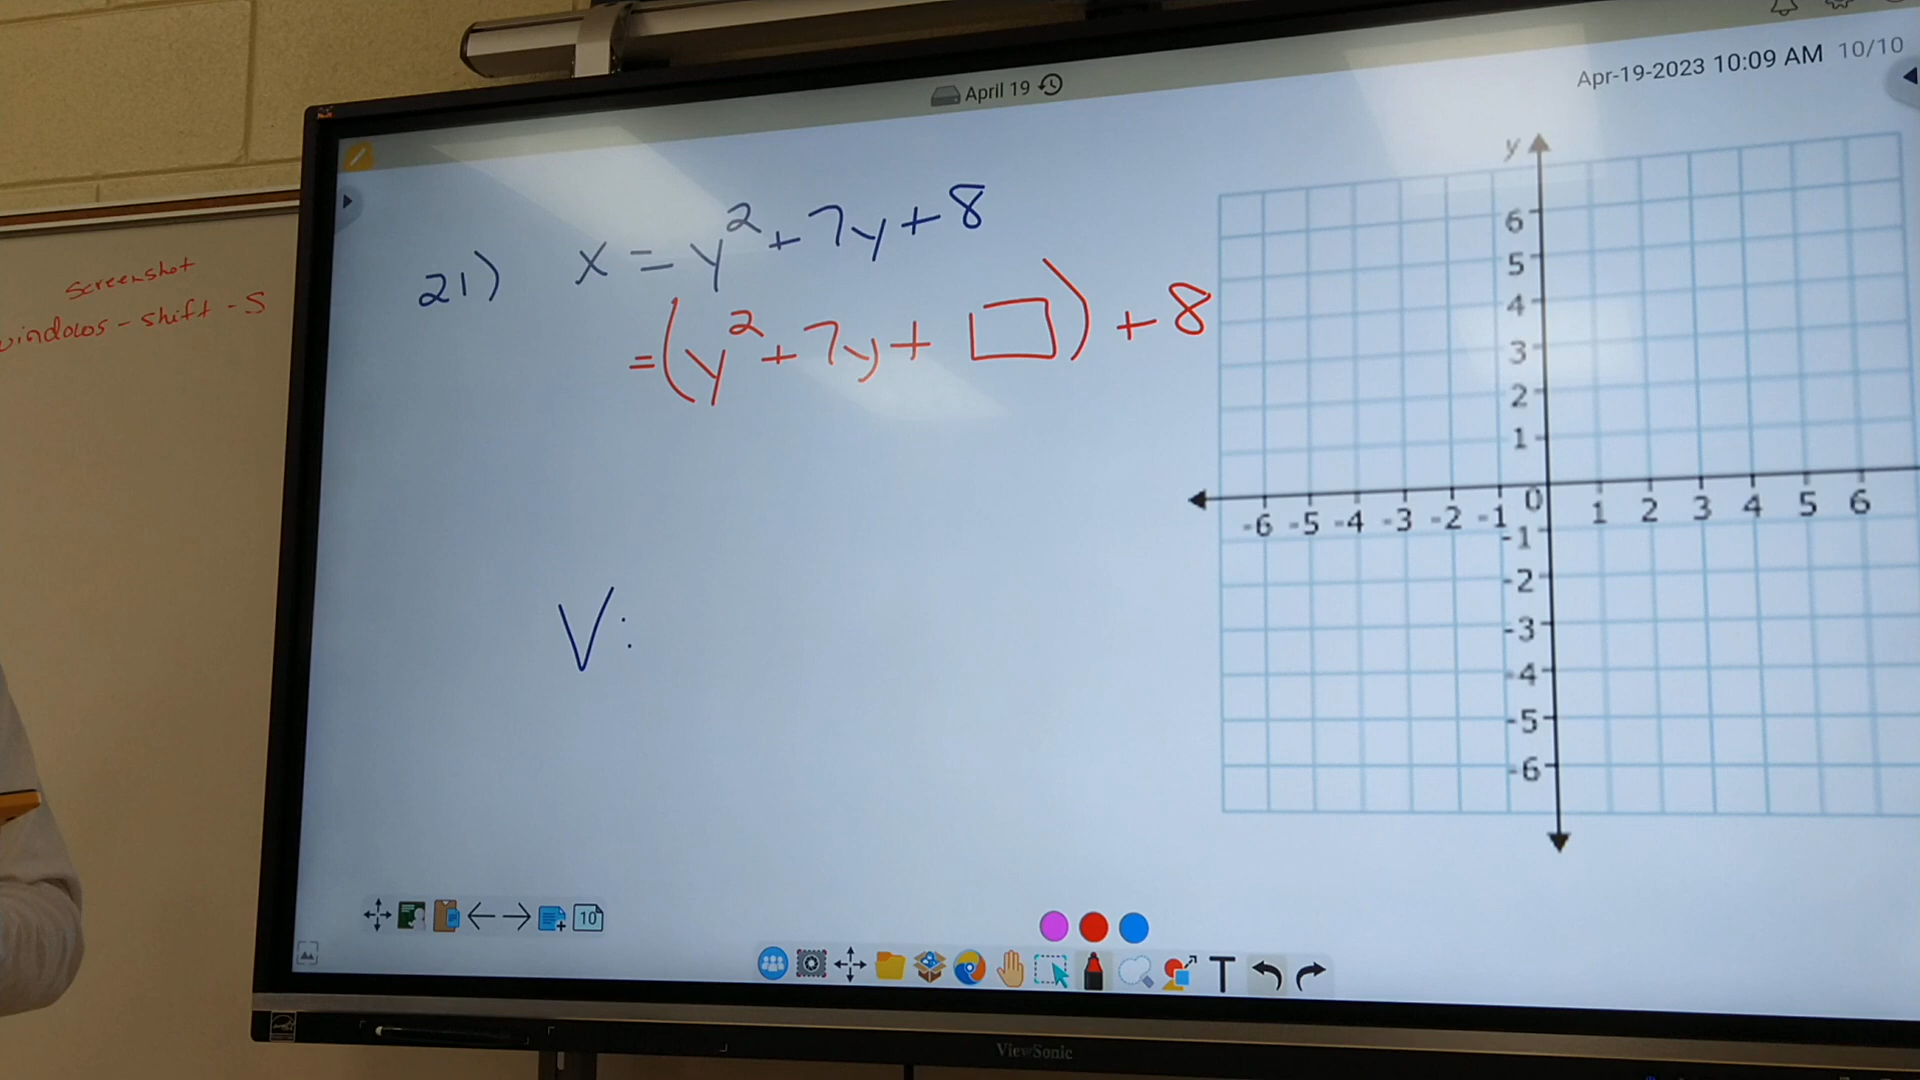 April 19
Apr-19-2023 10:09 AM 10/10
screenshot
windows - shift - S
21) x = y² + 7y + 8
= (y² + 7y + □) + 8
V:
y
6
5
4
3
2
1
0
-6 -5 -4 -3 -2 -1 1 2 3 4 5 6
-1
-2
-3
-4
-5
-6
10
T
ViewSonic